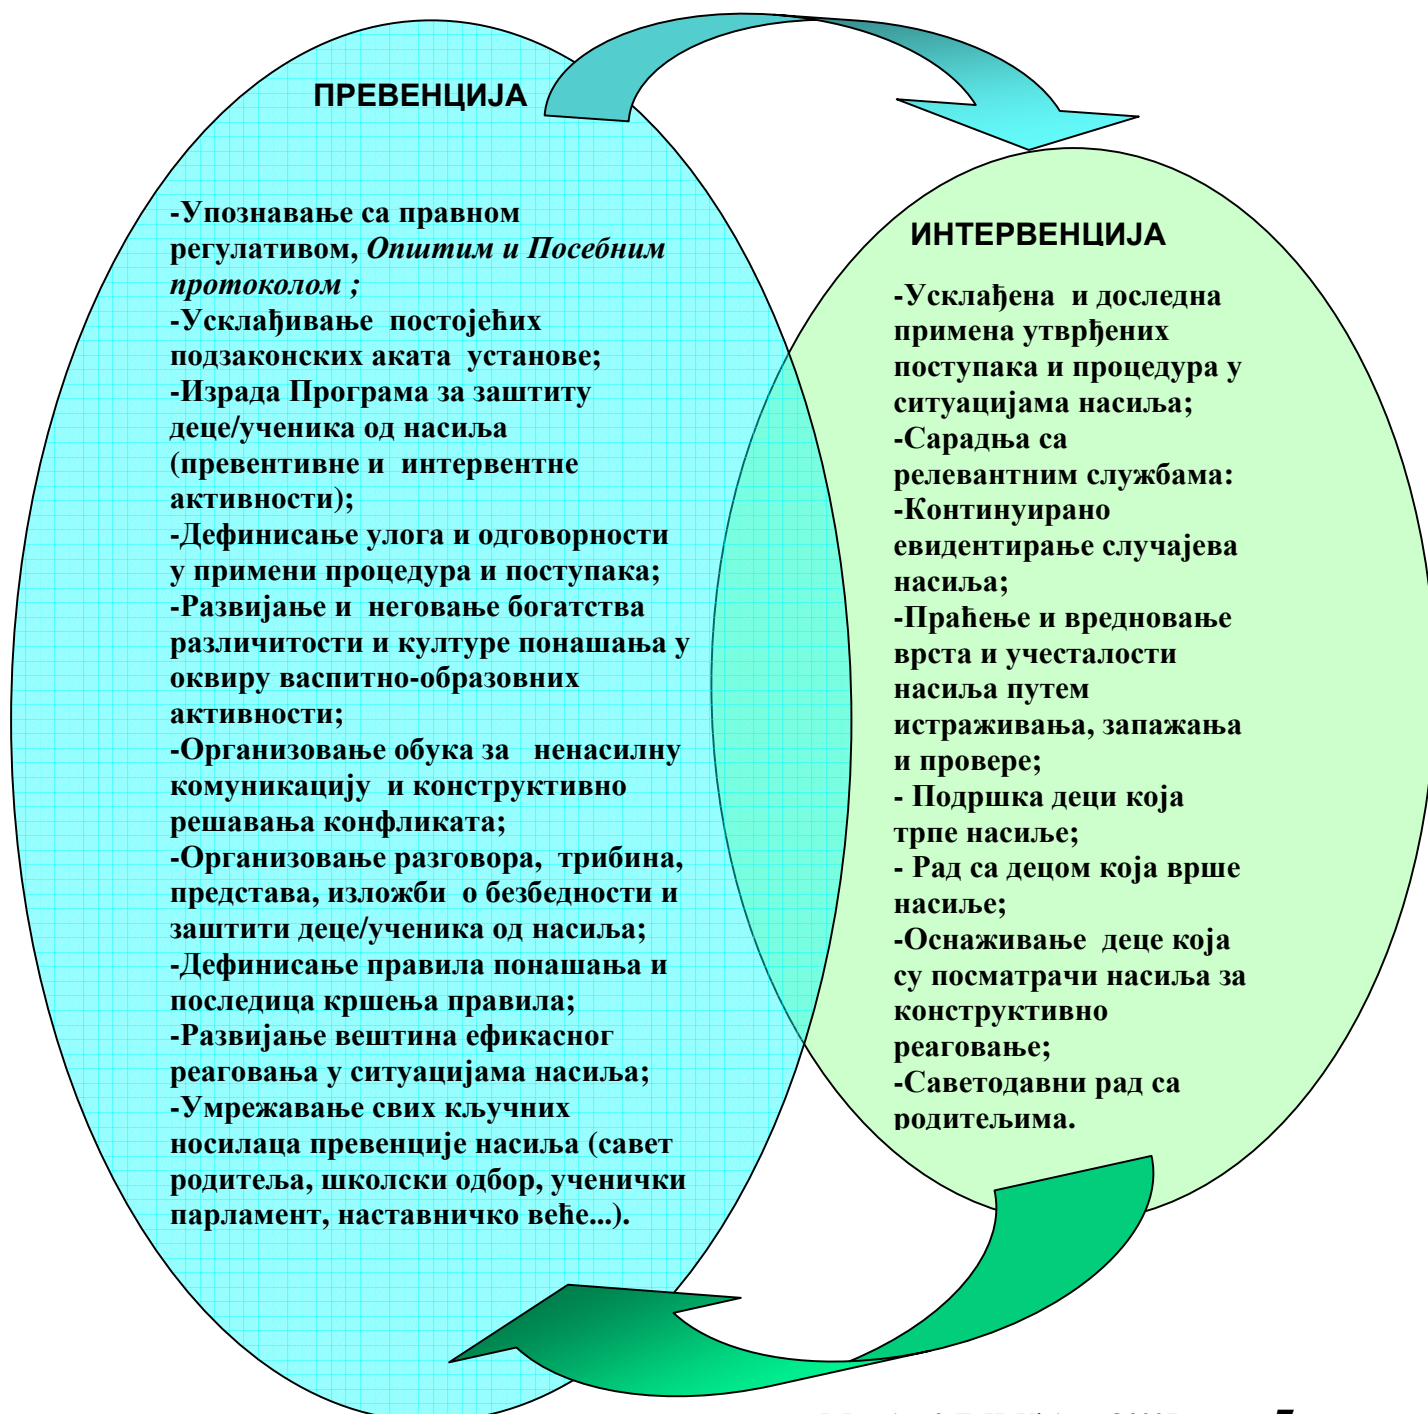 ПРЕВЕНЦИЈА
-Упознавање са правном
регулативом, Општим и Посебним
протоколом ;
-Усклађивање постојећих
подзаконских аката установе;
-Израда Програма за заштиту
деце/ученика од насиља
(превентивне и интервентне
активности);
-Дефинисање улога и одговорности
у примени процедура и поступака;
-Развијање и неговање богатства
различитости и културе понашања у
оквиру васпитно-образовних
активности;
-Организовање обука за ненасилну
комуникацију и конструктивно
решавања конфликата;
-Организовање разговора, трибина,
представа, изложби о безбедности и
заштити деце/ученика од насиља;
-Дефинисање правила понашања и
последица кршења правила;
-Развијање вештина ефикасног
реаговања у ситуацијама насиља;
-Умрежавање свих кључних
носилаца превенције насиља (савет
родитеља, школски одбор, ученички
парламент, наставничко веће...).
ИНТЕРВЕНЦИЈА
-Усклађена и доследна
примена утврђених
поступака и процедура у
ситуацијама насиља;
-Сарадња са
релевантним службама:
-Континуирано
евидентирање случајева
насиља;
-Праћење и вредновање
врста и учесталости
насиља путем
истраживања, запажања
и провере;
- Подршка деци која
трпе насиље;
- Рад са децом која врше
насиље;
-Оснаживање деце која
су посматрачи насиља за
конструктивно
реаговање;
-Саветодавни рад са
родитељима.